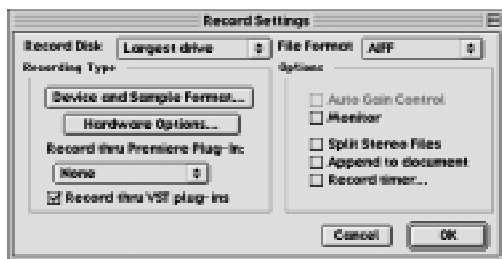 Record Settings
Record Disk: Largest drive File Format: AIFF
Recording Type
Device and Sample Format...
Hardware Options...
Record thru Premiere Plug-In:
None
Record thru VST plug-ins
Options
Auto Gain Control
Monitor
Split Stereo Files
Append to document
Record timer...
Cancel OK